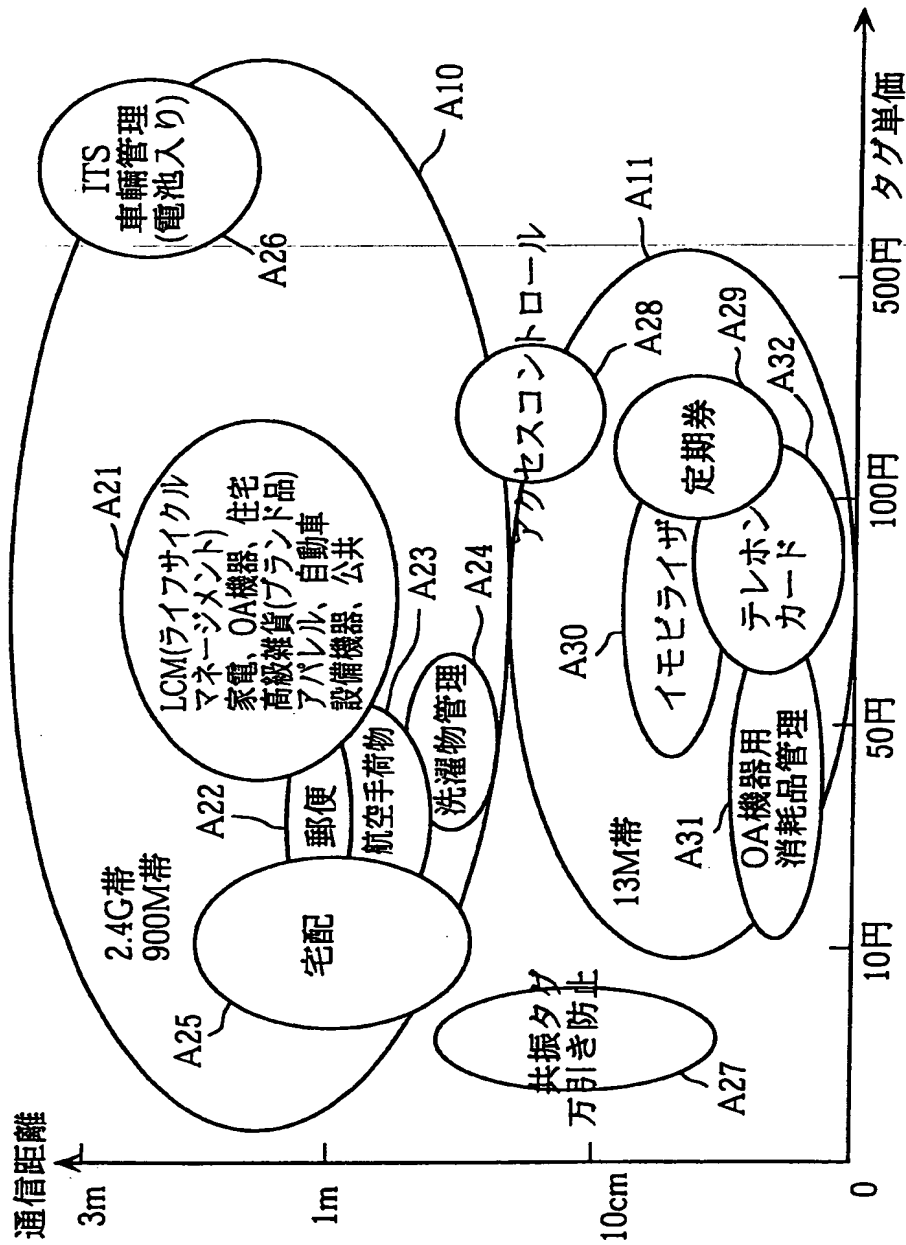 通信距離
3m
1m
10cm
0
10円
50円
100円
500円
タグ単価
2.4G帯
900M帯
A10
ITS
車輛管理
(電池入り)
A26
A21
LCM(ライフサイクル
マネージメント)
家電、OA機器、住宅
高級雑貨(ブランド品)
アパレル、自動車
設備機器、公共
A22
郵便
A23
航空手荷物
A24
洗濯物管理
A25
宅配
共振タグ
万引き防止
A27
アクセスコントロール
A28
A11
13M帯
定期券
A29
イモビライザ
A30
テレホン
カード
A32
OA機器用
消耗品管理
A31